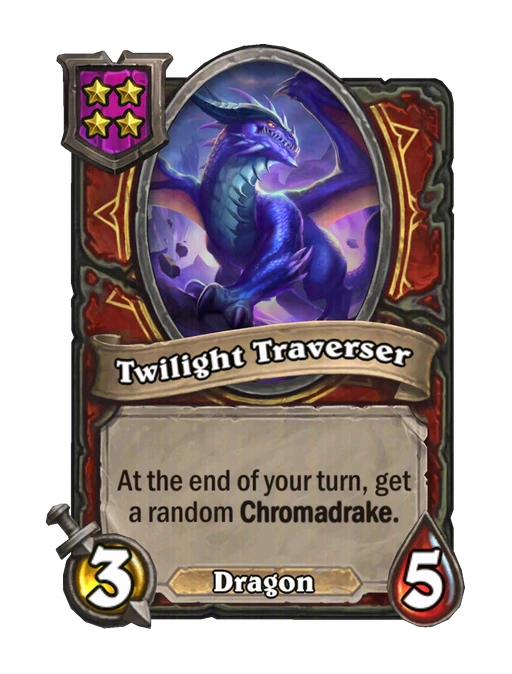 Twilight Traverser
At the end of your turn, get
a random Chromadrake.
3
Dragon
5